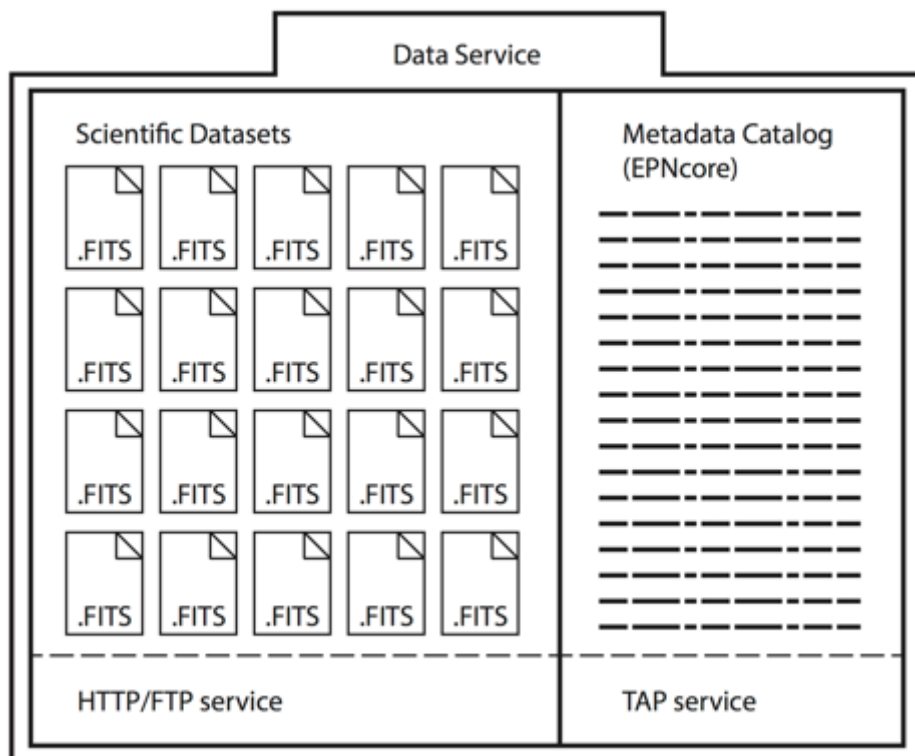 Data Service
Scientific Datasets
.FITS .FITS .FITS .FITS .FITS
.FITS .FITS .FITS .FITS .FITS
.FITS .FITS .FITS .FITS .FITS
.FITS .FITS .FITS .FITS .FITS
HTTP/FTP service
Metadata Catalog
(EPNcore)
TAP service